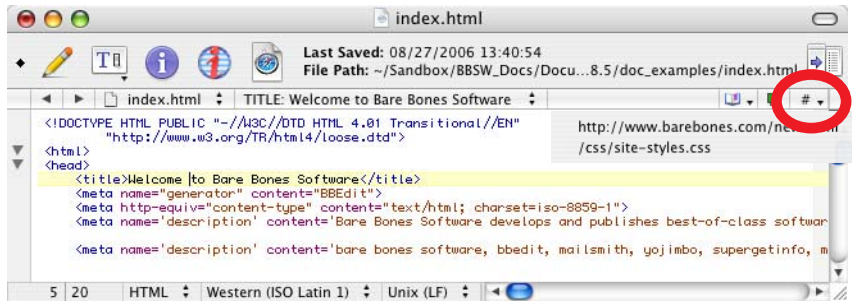 index.html
Last Saved: 08/27/2006 13:40:54
File Path: ~/Sandbox/BBSW_Docs/Docu...8.5/doc_examples/index.html
index.html TITLE: Welcome to Bare Bones Software #
<!DOCTYPE HTML PUBLIC "-//W3C//DTD HTML 4.01 Transitional//EN"
"http://www.w3.org/TR/html4/loose.dtd">
http://www.barebones.com/
/css/site-styles.css
<html>
<head>
<title>Welcome to Bare Bones Software</title>
<meta name="generator" content="BBEdit">
<meta http-equiv="content-type" content="text/html; charset=iso-8859-1">
<meta name='description' content='Bare Bones Software develops and publishes best-of-class softwar
<meta name='description' content='bare bones software, bbedit, mailsmith, yojimbo, supergetinfo, m
5 20 HTML Western (ISO Latin 1) Unix (LF)